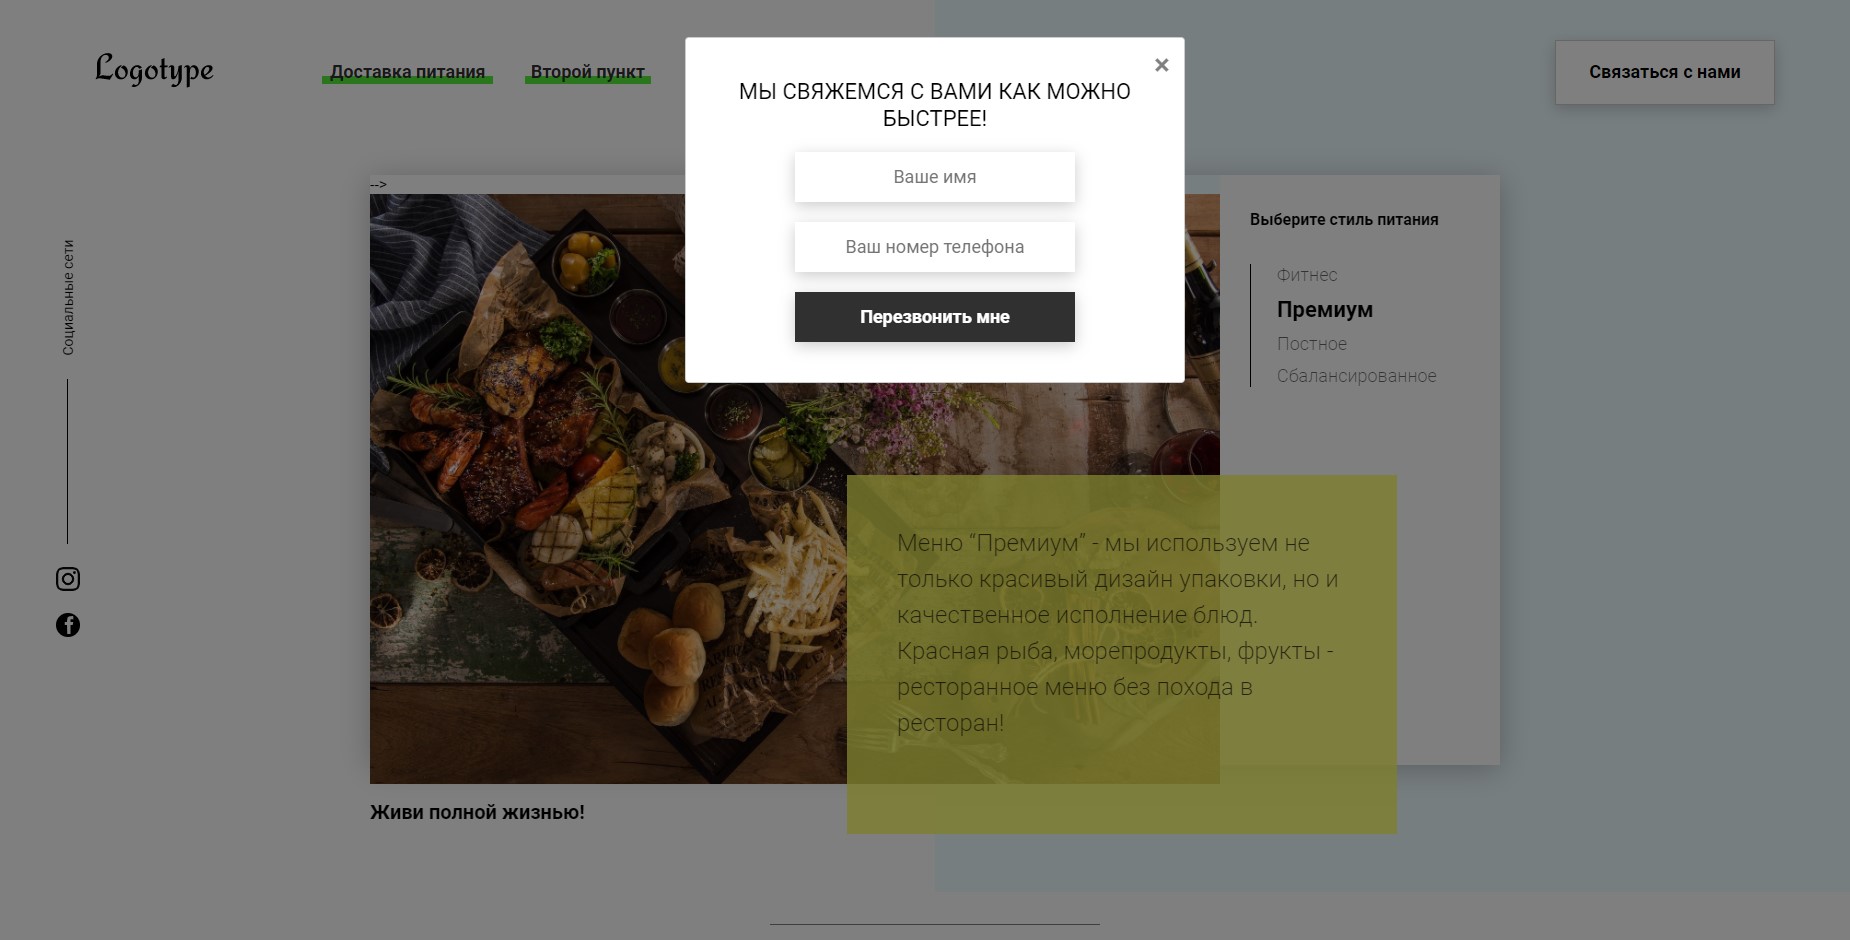 Logotype
Доставка питания
Второй пункт
Связаться с нами
×
МЫ СВЯЖЕМСЯ С ВАМИ КАК МОЖНО
БЫСТРЕЕ!
Ваше имя
Ваш номер телефона
Перезвонить мне
-->
Социальные сети
Выберите стиль питания
Фитнес
Премиум
Постное
Сбалансированное
Меню “Премиум” - мы используем не
только красивый дизайн упаковки, но и
качественное исполнение блюд.
Красная рыба, морепродукты, фрукты -
ресторанное меню без похода в
ресторан!
Живи полной жизнью!